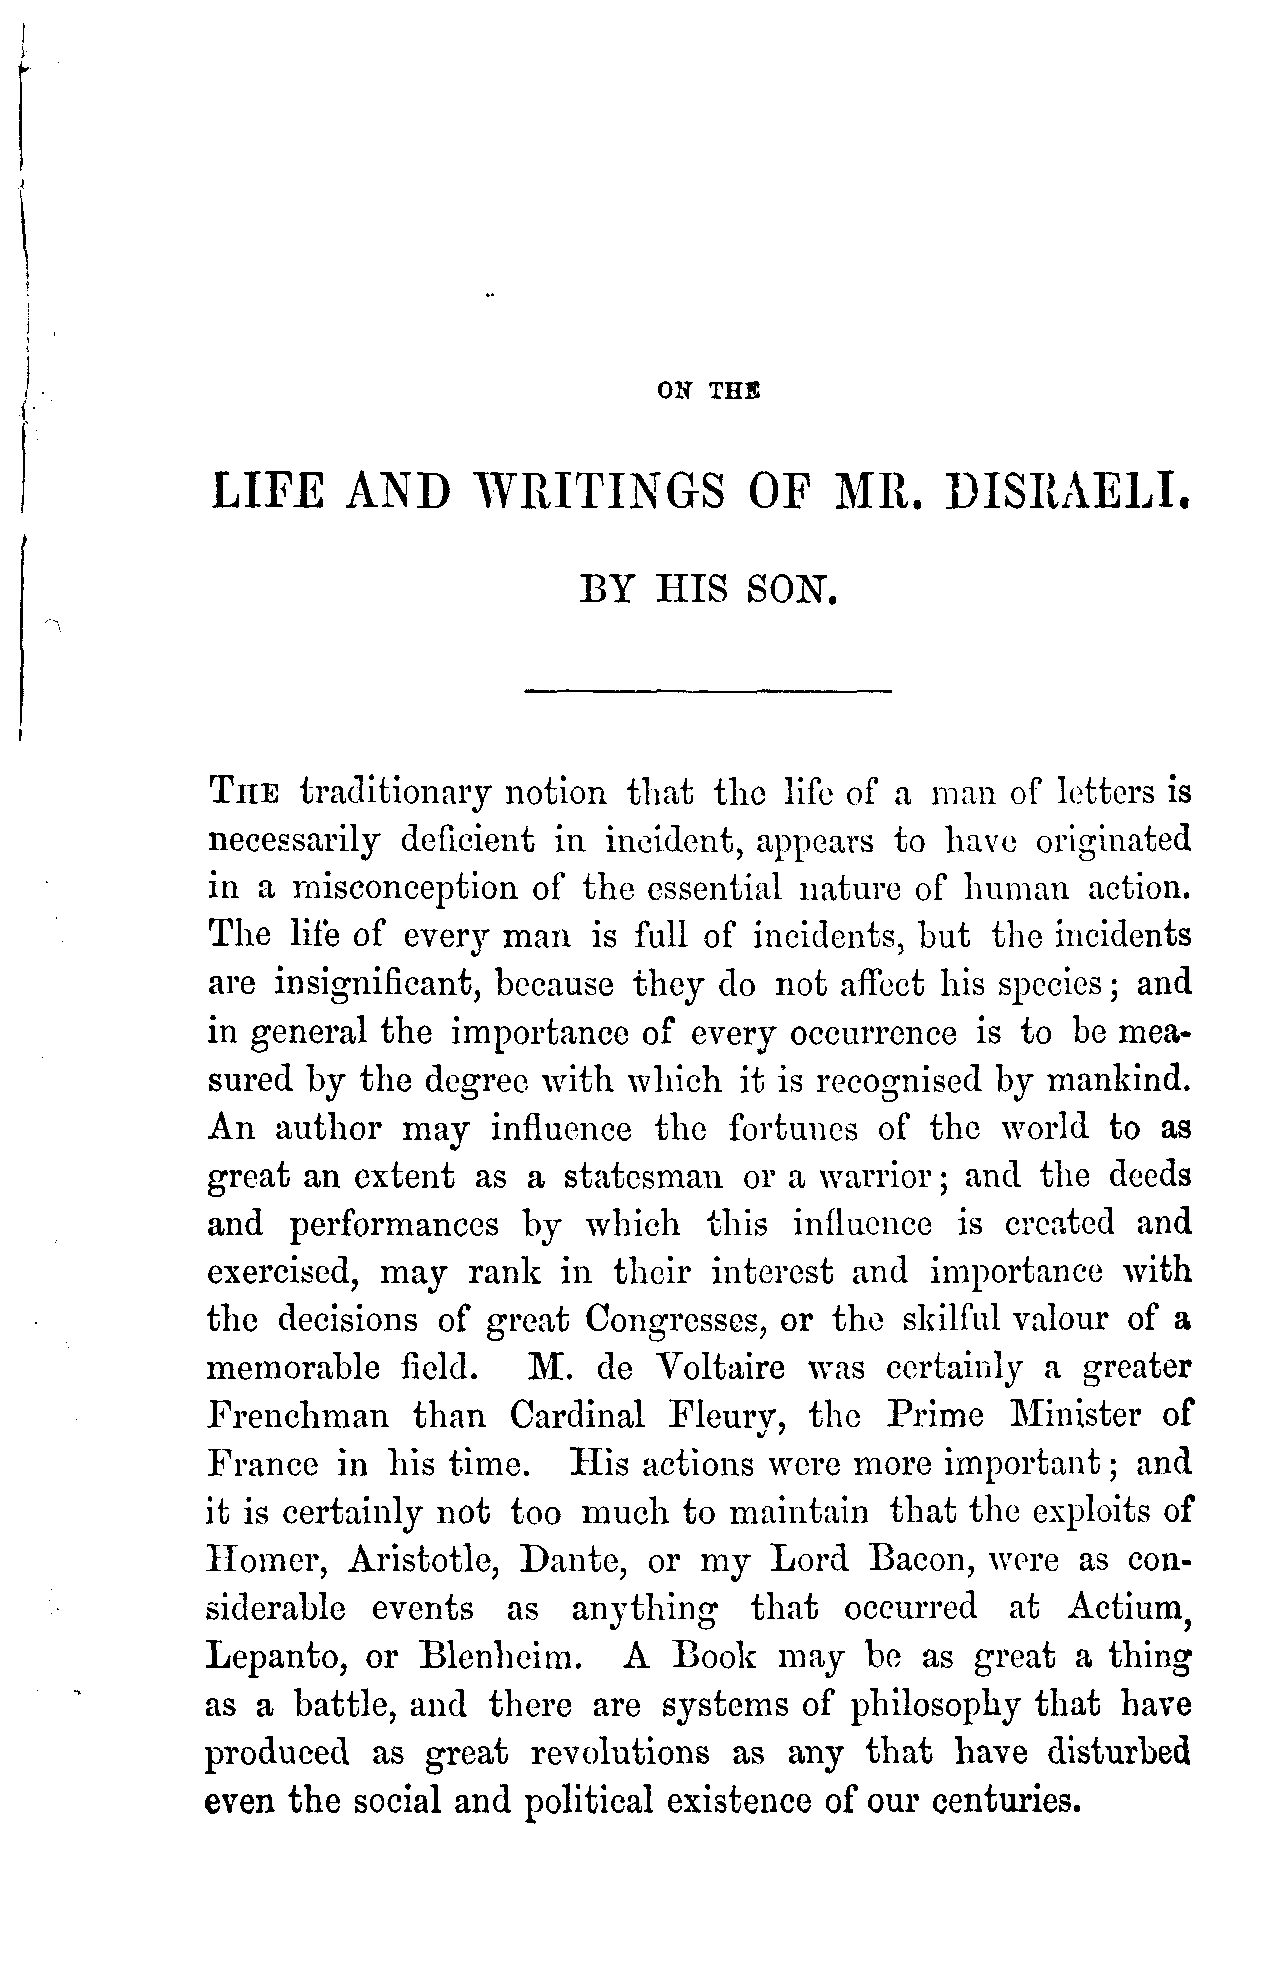 ON THE
LIFE AND WRITINGS OF MR. DISRAELI.
BY HIS SON.
THE traditionary notion that the life of a man of letters is
necessarily deficient in incident, appears to have originated
in a misconception of the essential nature of human action.
The life of every man is full of incidents, but the incidents
are insignificant, because they do not affect his species; and
in general the importance of every occurrence is to be mea-
sured by the degree with which it is recognised by mankind.
An author may influence the fortunes of the world to as
great an extent as a statesman or a warrior; and the deeds
and performances by which this influence is created and
exercised, may rank in their interest and importance with
the decisions of great Congresses, or the skilful valour of a
memorable field. M. de Voltaire was certainly a greater
Frenchman than Cardinal Fleury, the Prime Minister of
France in his time. His actions were more important; and
it is certainly not too much to maintain that the exploits of
Homer, Aristotle, Dante, or my Lord Bacon, were as con-
siderable events as anything that occurred at Actium,
Lepanto, or Blenheim. A Book may be as great a thing
as a battle, and there are systems of philosophy that have
produced as great revolutions as any that have disturbed
even the social and political existence of our centuries.